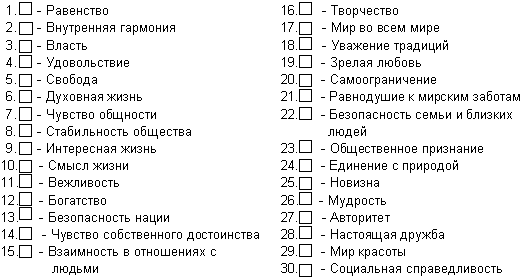 1. - Равенство
2. - Внутренняя гармония
3. - Власть
4. - Удовольствие
5. - Свобода
6. - Духовная жизнь
7. - Чувство общности
8. - Стабильность общества
9. - Интересная жизнь
10. - Смысл жизни
11. - Вежливость
12. - Богатство
13. - Безопасность нации
14. - Чувство собственного достоинства
15. - Взаимность в отношениях с
людьми
16. - Творчество
17. - Мир во всем мире
18. - Уважение традиций
19. - Зрелая любовь
20. - Самоограничение
21. - Равнодушие к мирским заботам
22. - Безопасность семьи и близких
людей
23. - Общественное признание
24. - Единение с природой
25. - Новизна
26. - Мудрость
27. - Авторитет
28. - Настоящая дружба
29. - Мир красоты
30. - Социальная справедливость